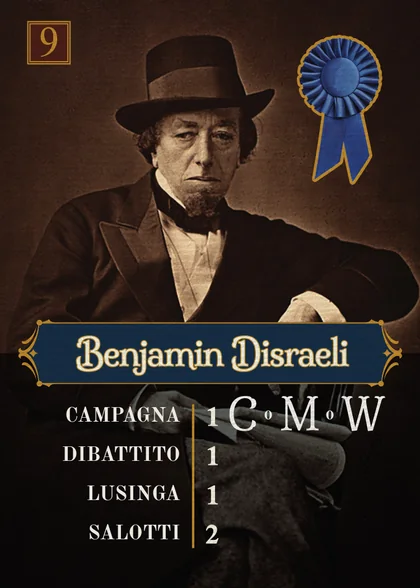 9
Benjamin Disraeli
CAMPAGNA 1 C o M o W
DIBATTITO 1
LUSINGA 1
SALOTTI 2